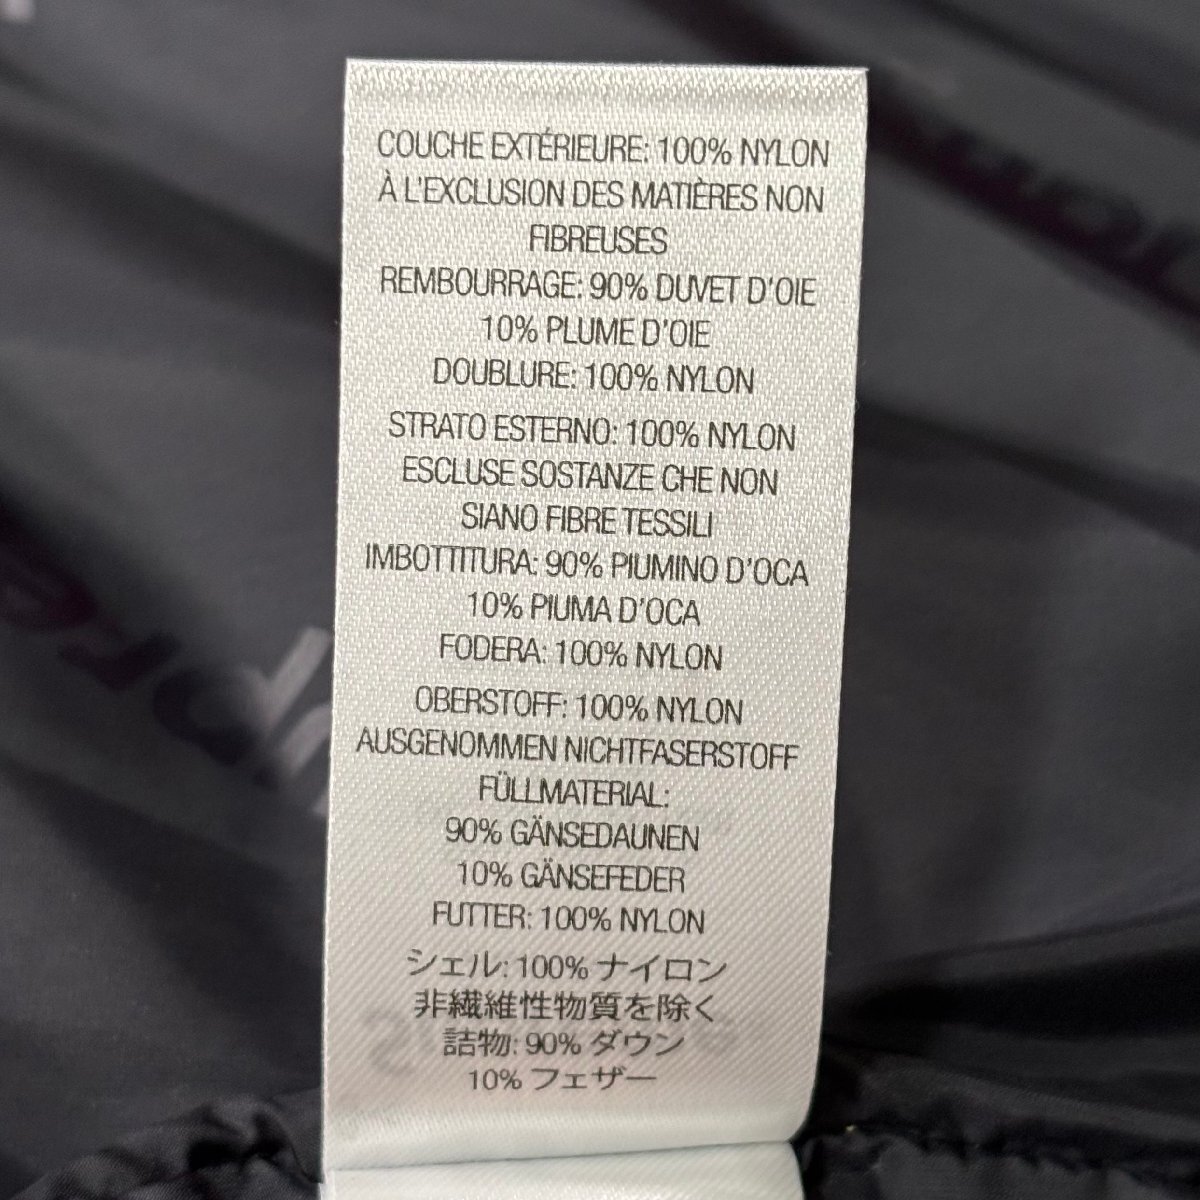 COUCHE EXTÉRIEURE: 100% NYLON
À L'EXCLUSION DES MATIÈRES NON
FIBREUSES
REMBOURRAGE: 90% DUVET D'OIE
10% PLUME D'OIE
DOUBLURE: 100% NYLON
STRATO ESTERNO: 100% NYLON
ESCLUSE SOSTANZE CHE NON
SIANO FIBRE TESSILI
IMBOTTITURA: 90% PIUMINO D'OCA
10% PIUMA D'OCA
FODERA: 100% NYLON
OBERSTOFF: 100% NYLON
AUSGENOMMEN NICHTFASERSTOFF
FÜLLMATERIAL:
90% GÄNSEDAUNEN
10% GÄNSEFEDER
FUTTER: 100% NYLON
シェル: 100% ナイロン
非繊維性物質を除く
詰物: 90% ダウン
10% フェザー